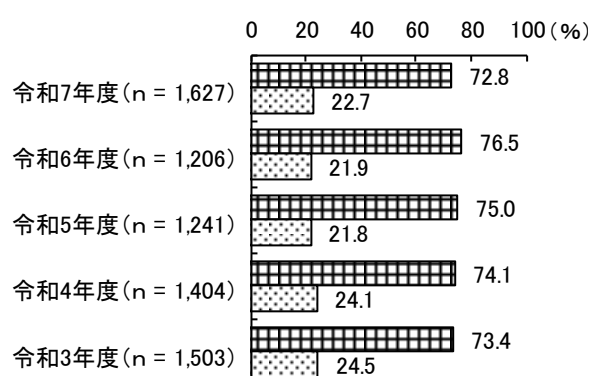 0 20 40 60 80 100（％）
令和7年度（ｎ = 1,627） 72.8
22.7
令和6年度（ｎ = 1,206） 76.5
21.9
令和5年度（ｎ = 1,241） 75.0
21.8
令和4年度（ｎ = 1,404） 74.1
24.1
令和3年度（ｎ = 1,503） 73.4
24.5